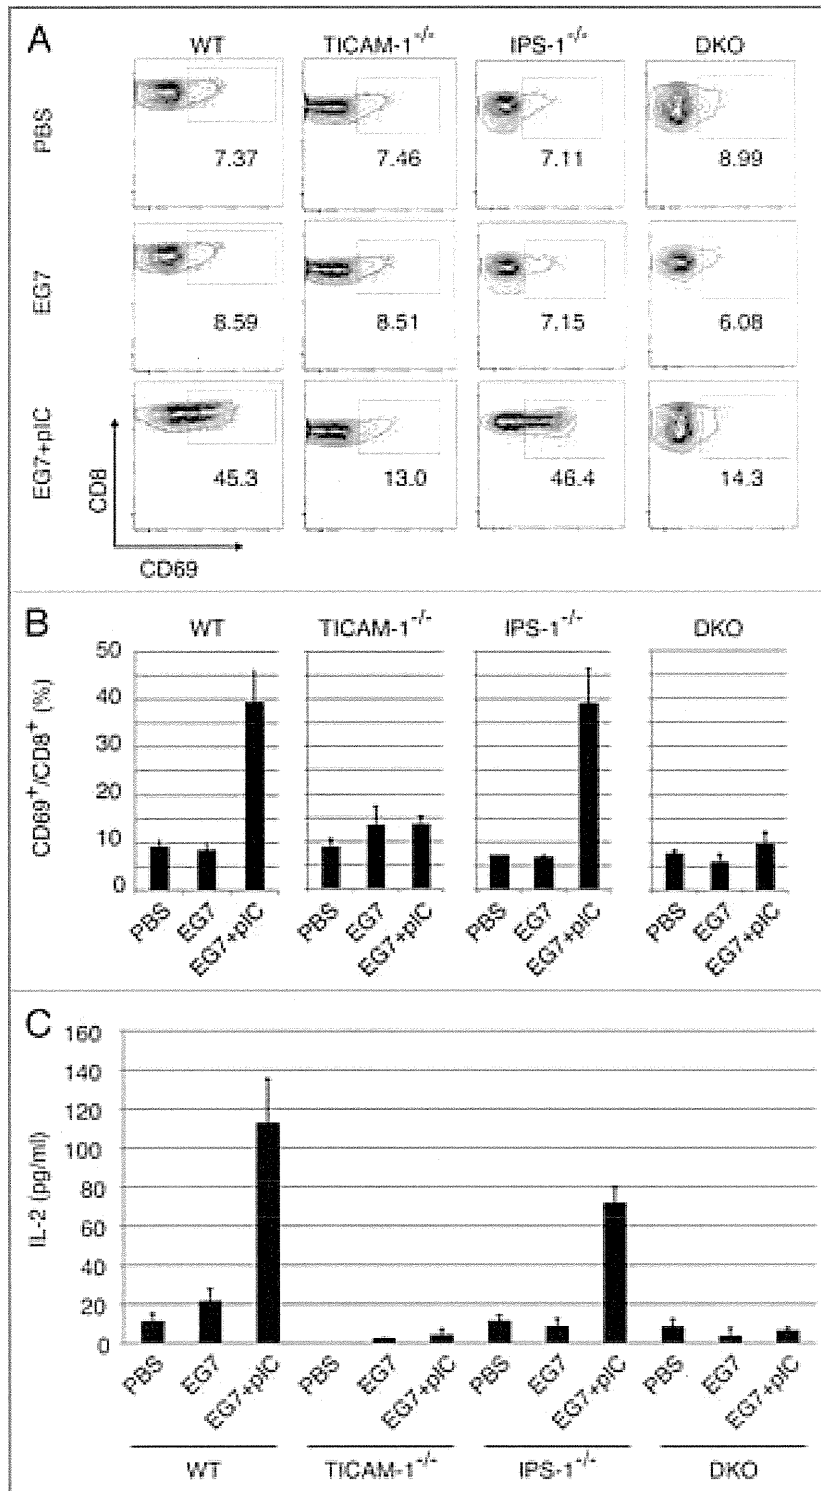 A
WT TICAM-1-/- IPS-1-/- DKO
PBS
7.37 7.46 7.11 8.99
EG7
8.59 8.51 7.15 6.08
EG7+pIC
45.3 13.0 46.4 14.3
CD8
CD69
B
WT TICAM-1-/- IPS-1-/- DKO
CD69+/CD8+ (%)
50
40
30
20
10
0
PBS EG7 EG7+pIC PBS EG7 EG7+pIC PBS EG7 EG7+pIC PBS EG7 EG7+pIC
C
IL-2 (pg/ml)
160
140
120
100
80
60
40
20
0
PBS EG7 EG7+pIC PBS EG7 EG7+pIC PBS EG7 EG7+pIC PBS EG7 EG7+pIC
WT TICAM-1-/- IPS-1-/- DKO